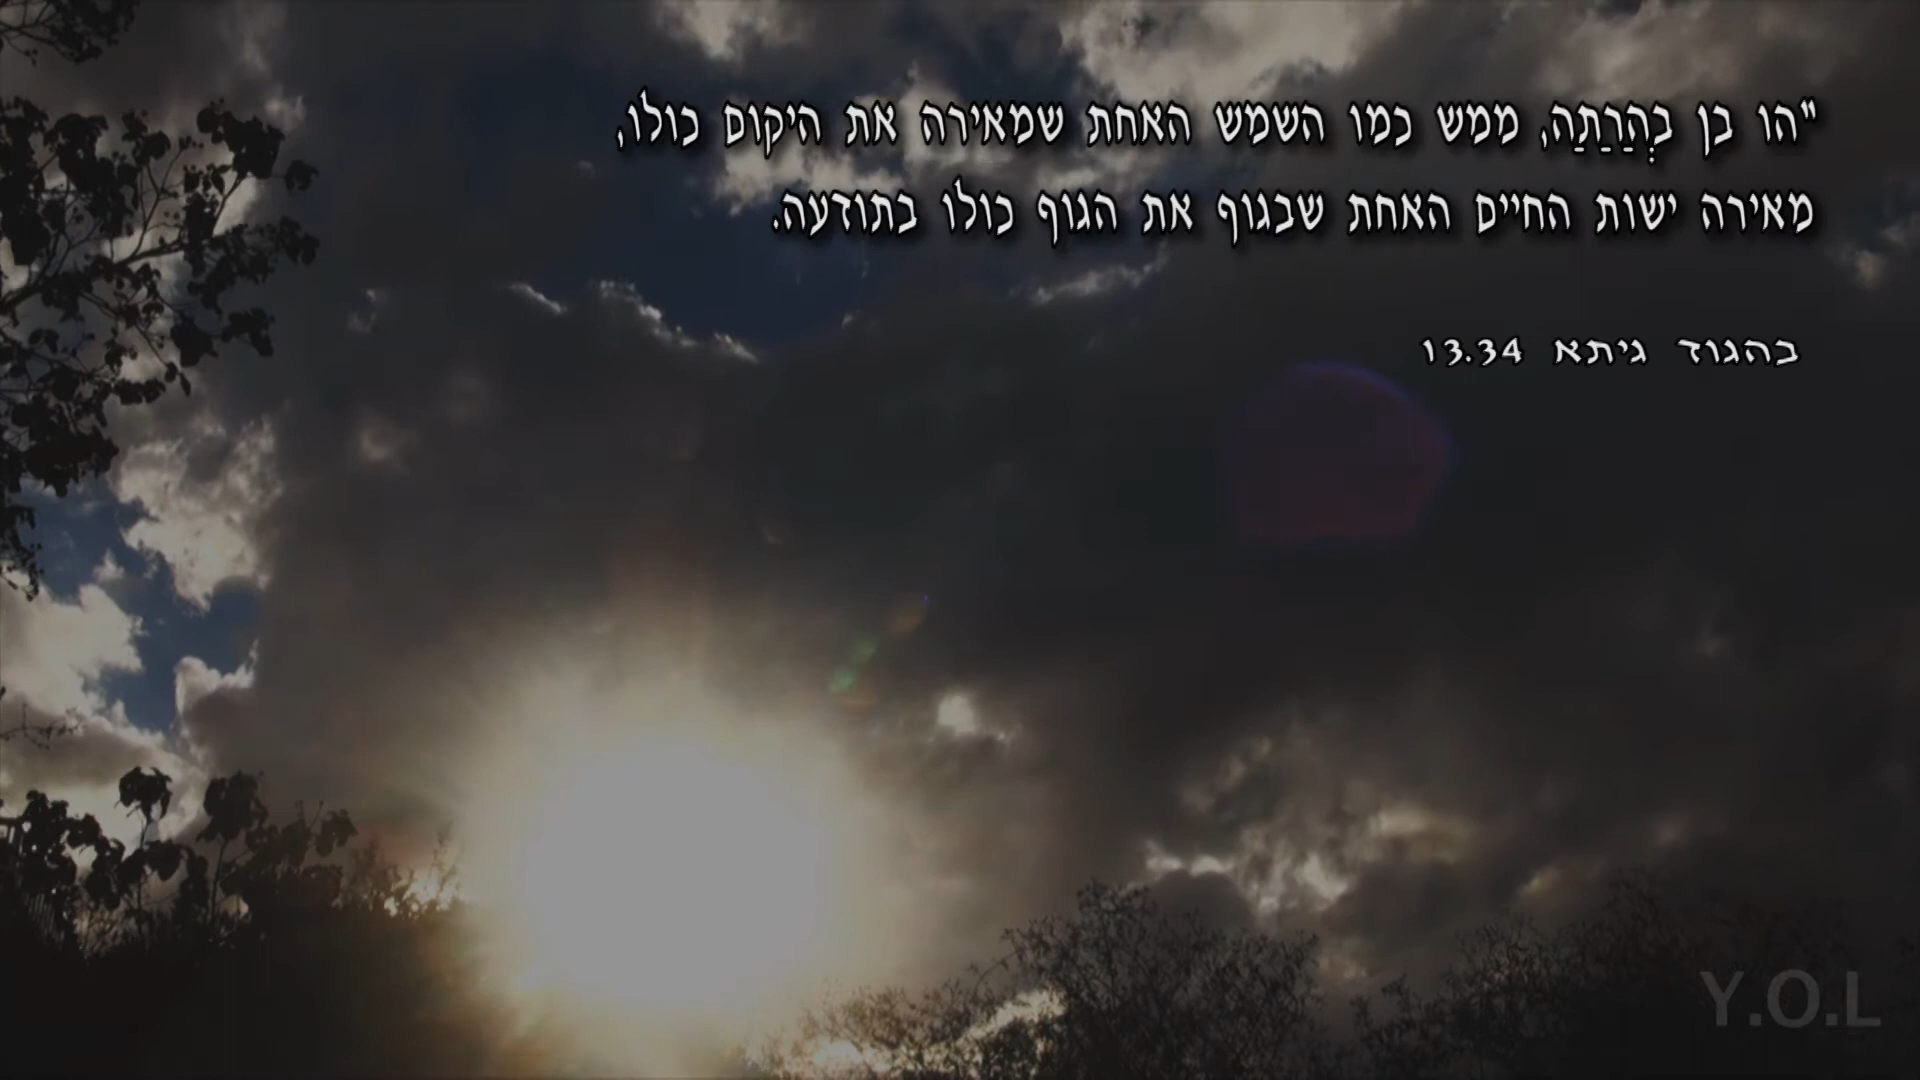 "הו בן בְּהַרַתַה, ממש כמו השמש האחת שמאירה את היקום כולו,
מאירה ישות החיים האחת שבגוף את הגוף כולו בתודעה.
בהגוד גיתא 13.34
Y.O.L